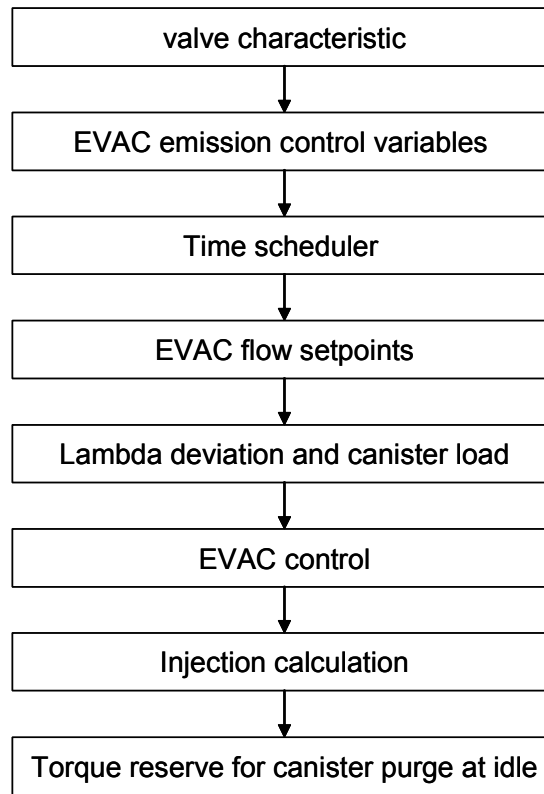 valve characteristic
EVAC emission control variables
Time scheduler
EVAC flow setpoints
Lambda deviation and canister load
EVAC control
Injection calculation
Torque reserve for canister purge at idle